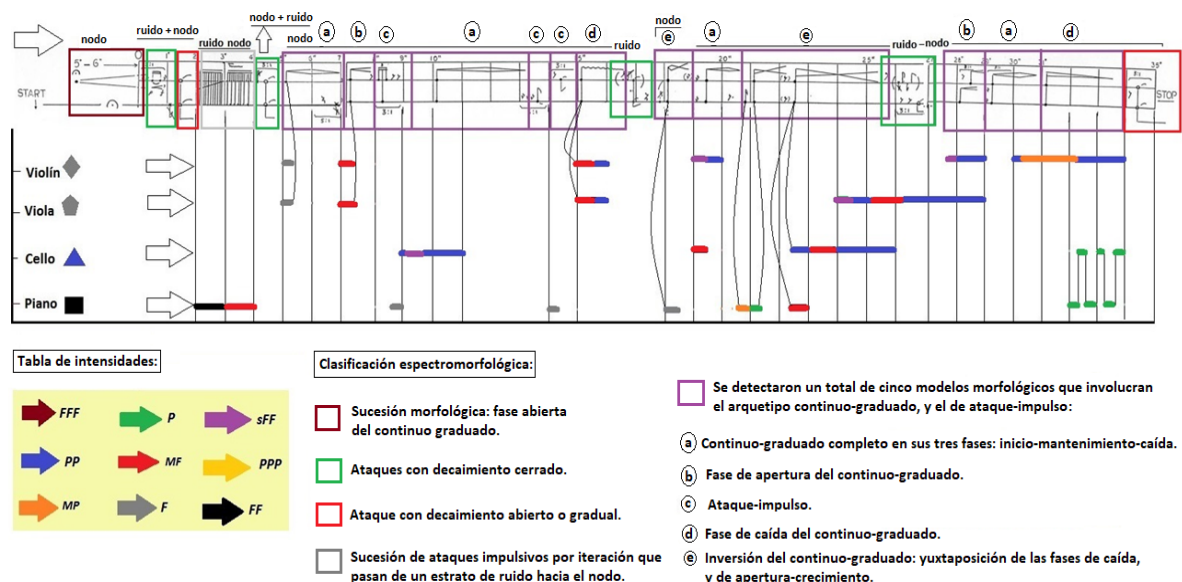 nodo + ruido
nodo
ruido + nodo
ruido nodo
nodo
a b c a c c d
ruido
nodo
e a e
ruido –nodo
b a d
5" – 6"
START
10"
20"
25"
30"
35"
STOP
Violín
Viola
Cello
Piano
Tabla de intensidades:
FFF
P
sFF
PP
MF
PPP
MP
F
FF
Clasificación espectromorfológica:
Sucesión morfológica: fase abierta
del continuo graduado.
Ataques con decaimiento cerrado.
Ataque con decaimiento abierto o gradual.
Sucesión de ataques impulsivos por iteración que
pasan de un estrato de ruido hacia el nodo.
Se detectaron un total de cinco modelos morfológicos que involucran
el arquetipo continuo-graduado, y el de ataque-impulso:
a Continuo-graduado completo en sus tres fases: inicio-mantenimiento-caída.
b Fase de apertura del continuo-graduado.
c Ataque-impulso.
d Fase de caída del continuo-graduado.
e Inversión del continuo-graduado: yuxtaposición de las fases de caída,
y de apertura-crecimiento.